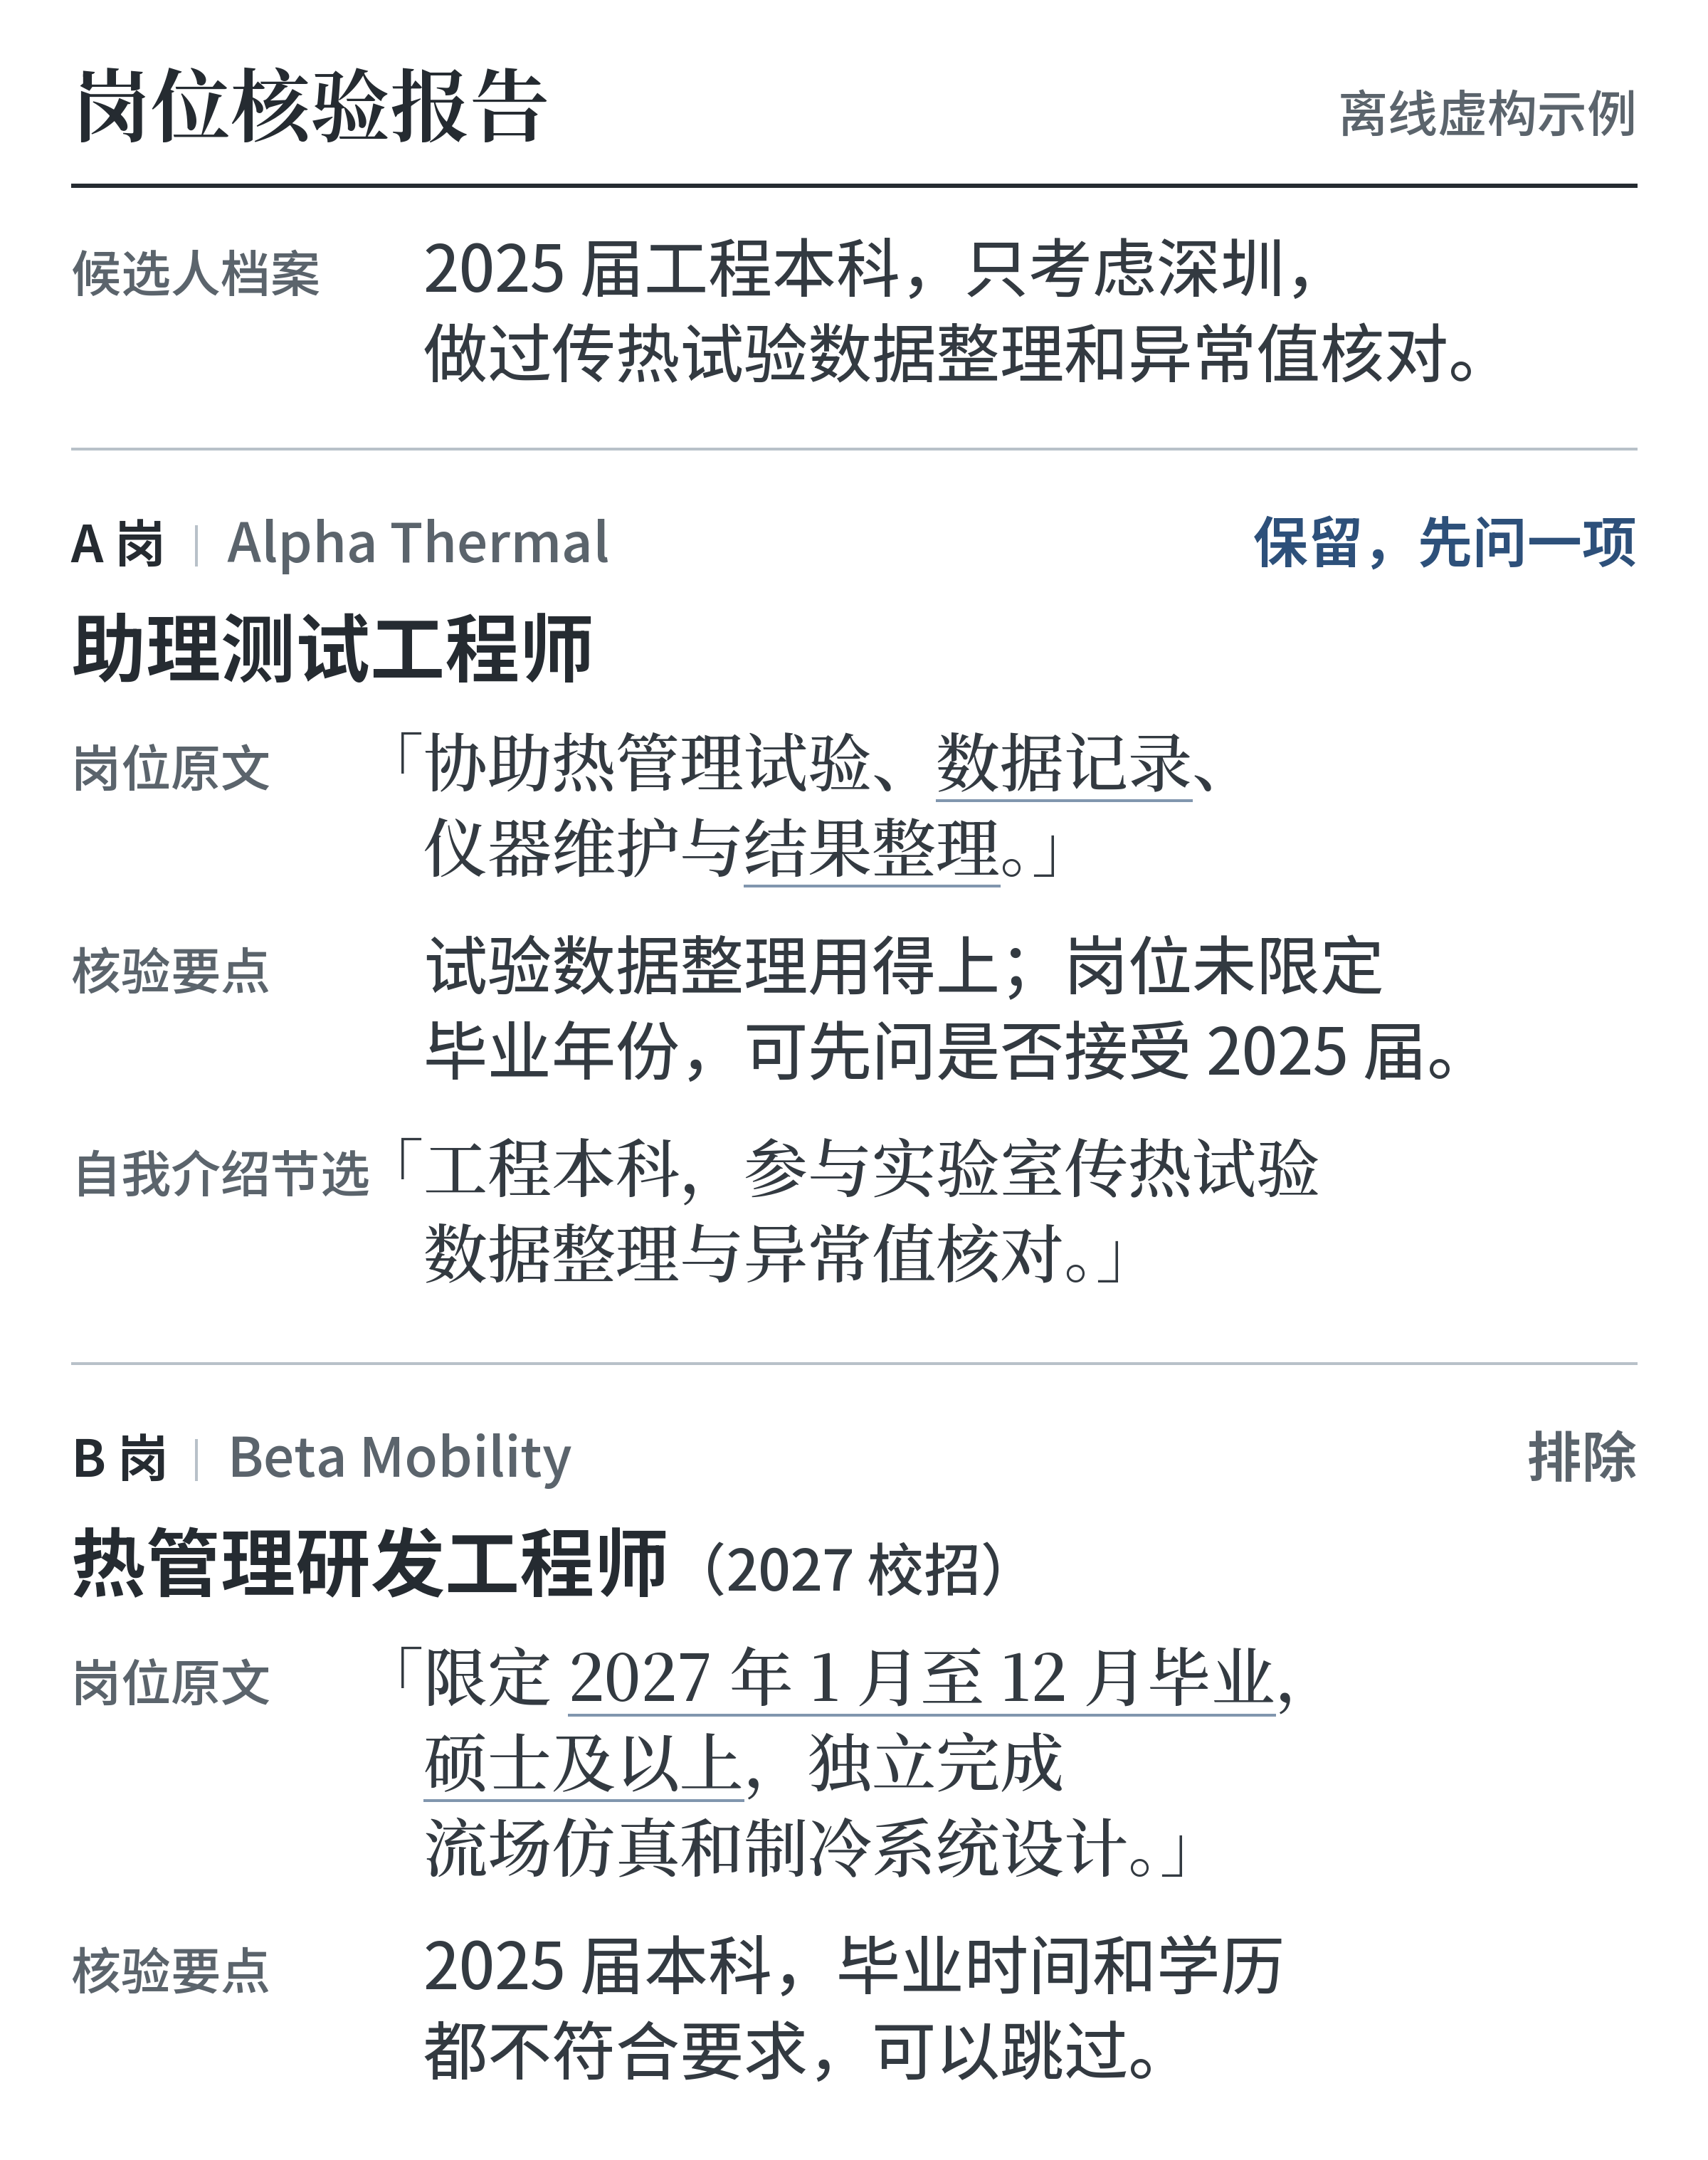 岗位核验报告
离线虚构示例
候选人档案
2025 届工程本科，只考虑深圳，
做过传热试验数据整理和异常值核对。
A 岗 | Alpha Thermal
保留，先问一项
助理测试工程师
岗位原文
「协助热管理试验、数据记录、
仪器维护与结果整理。」
核验要点
试验数据整理用得上；岗位未限定
毕业年份，可先问是否接受 2025 届。
自我介绍节选
「工程本科，参与实验室传热试验
数据整理与异常值核对。」
B 岗 | Beta Mobility
排除
热管理研发工程师（2027 校招）
岗位原文
「限定 2027 年 1 月至 12 月毕业，
硕士及以上，独立完成
流场仿真和制冷系统设计。」
核验要点
2025 届本科，毕业时间和学历
都不符合要求，可以跳过。